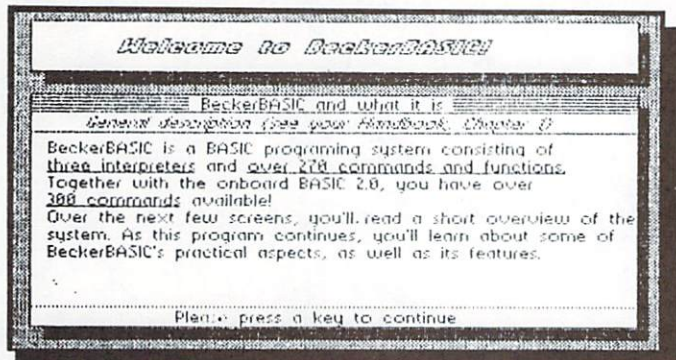 Welcome to BeckerBASIC!
BeckerBASIC and what it is
General description (see your Handbook, Chapter 1)
BeckerBASIC is a BASIC programing system consisting of
three interpreters and over 270 commands and functions.
Together with the onboard BASIC 2.0, you have over
300 commands available!
Over the next few screens, you'll read a short overview of the
system. As this program continues, you'll learn about some of
BeckerBASIC's practical aspects, as well as its features.
Please press a key to continue